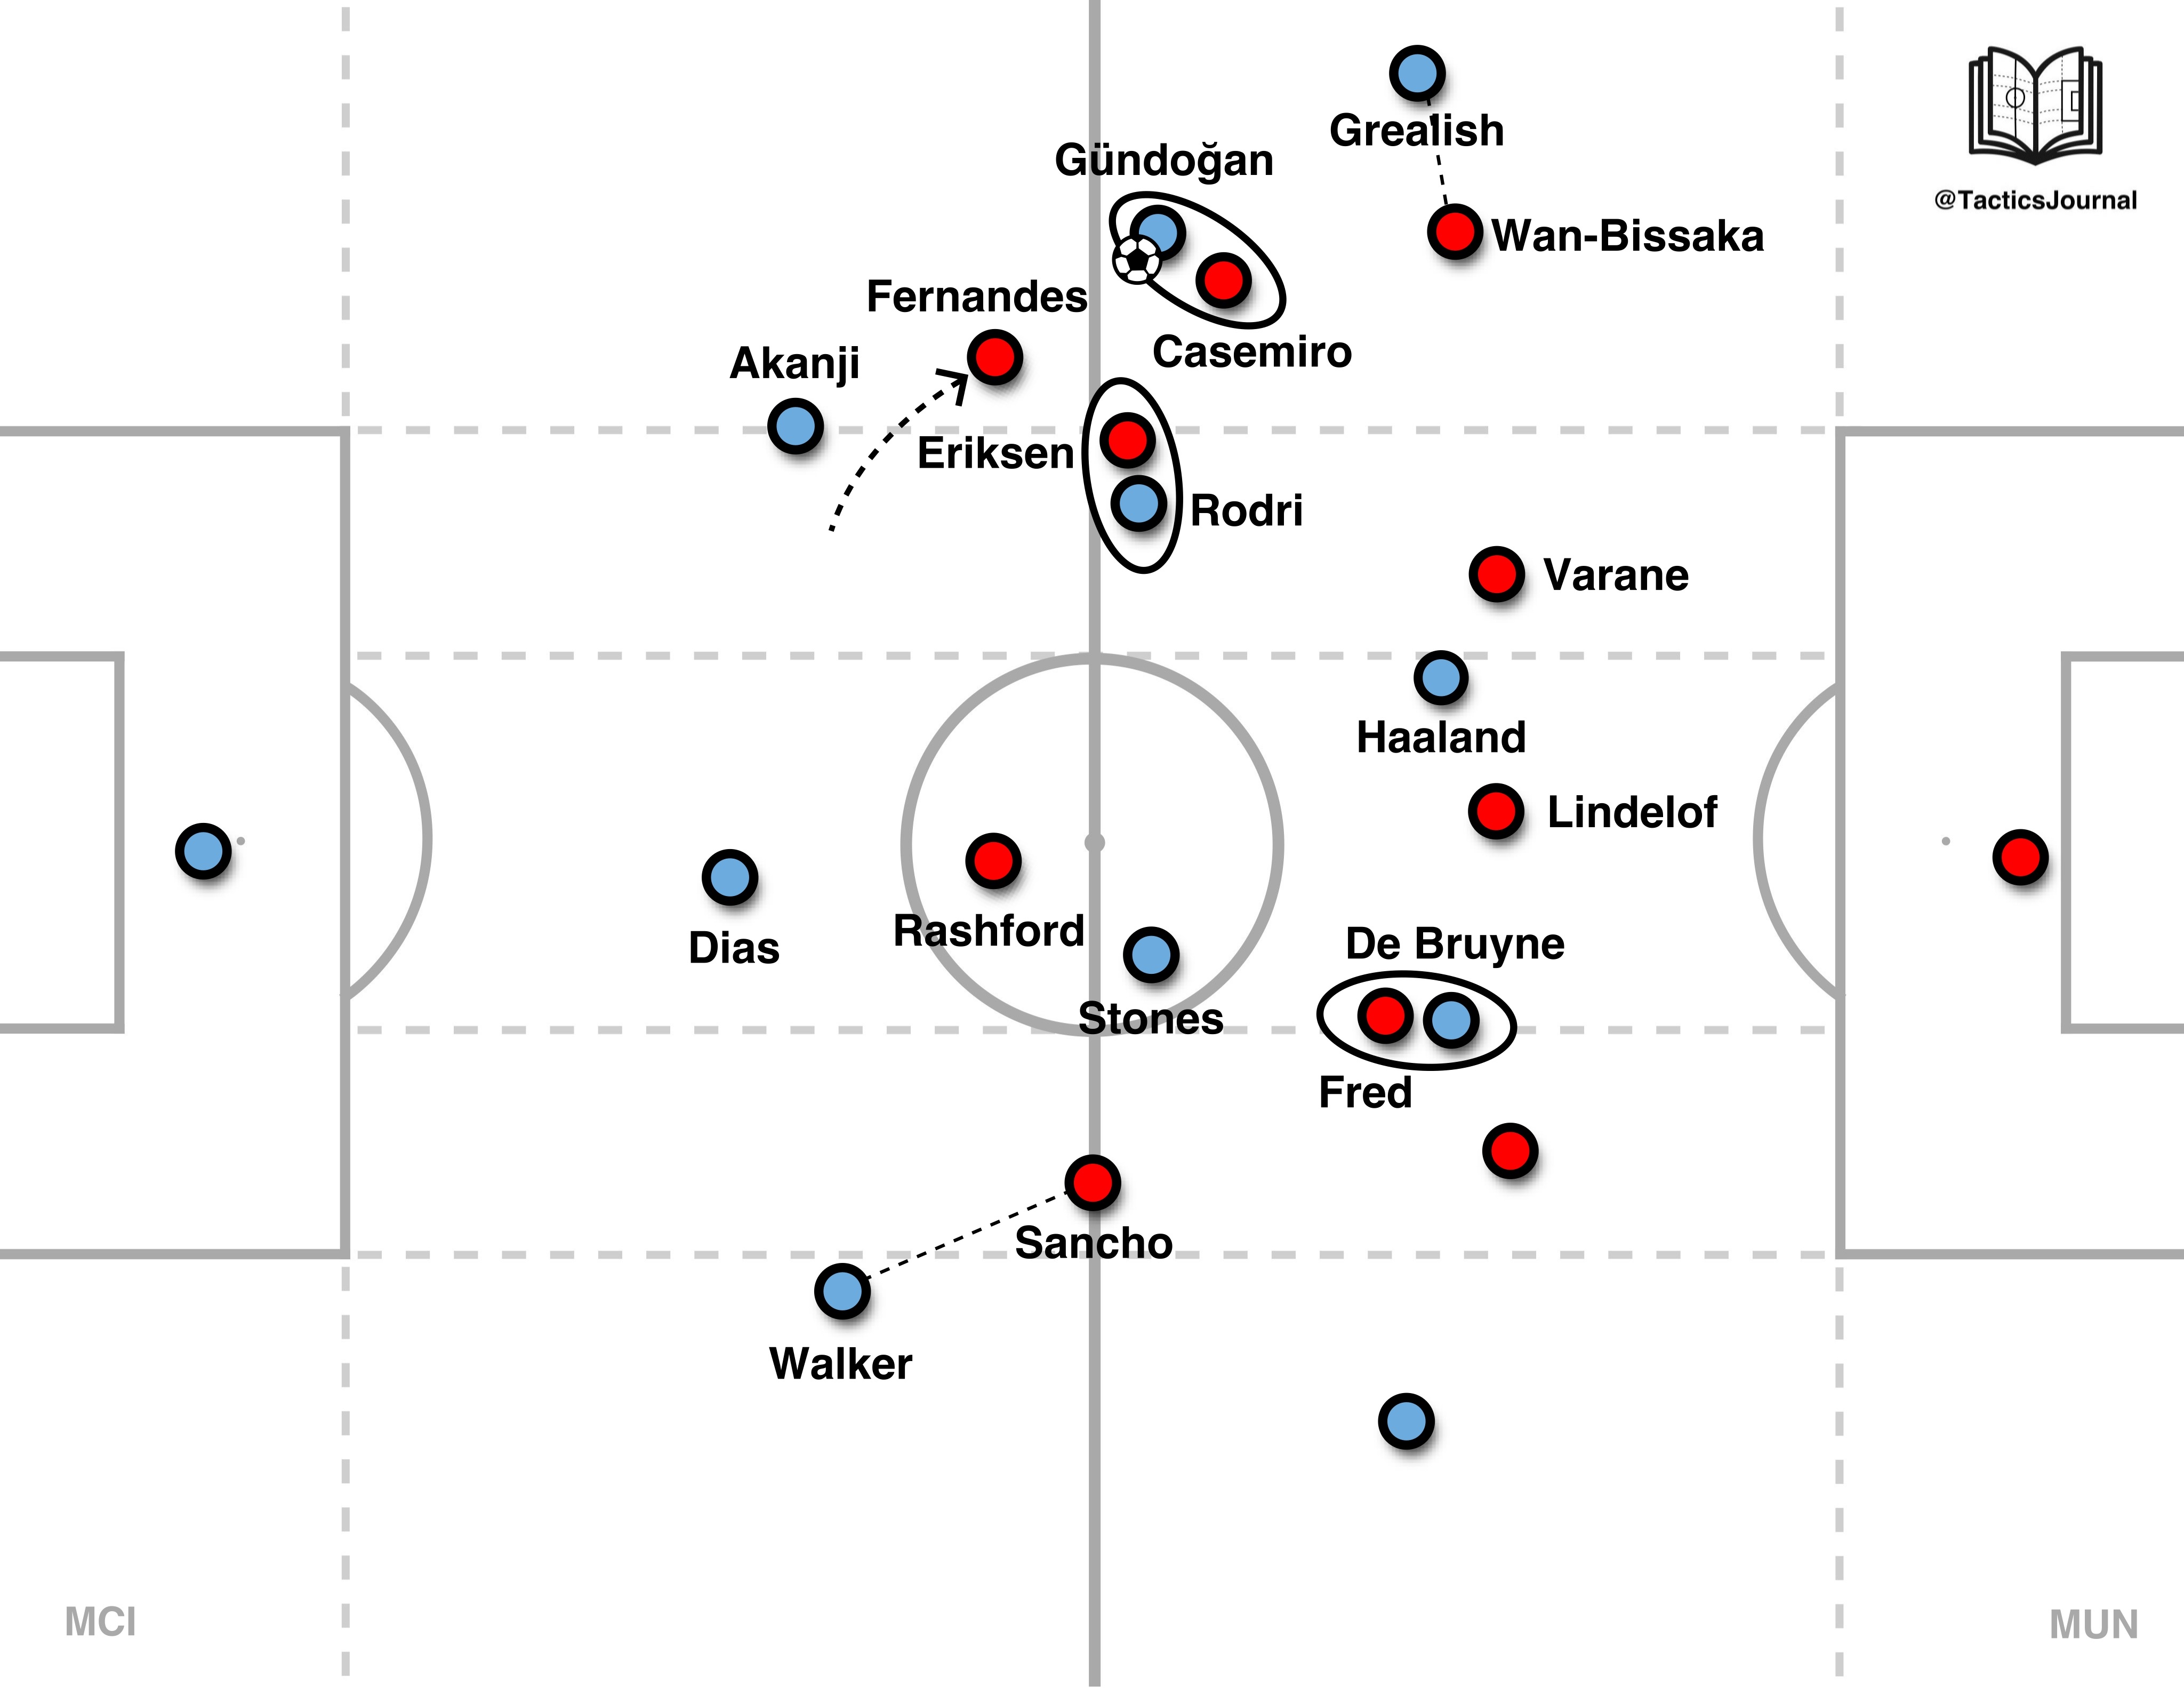 Grealish
Gündoğan
@TacticsJournal
Wan-Bissaka
Fernandes
Casemiro
Akanji
Eriksen
Rodri
Varane
Haaland
Lindelof
Rashford
Dias
De Bruyne
Stones
Fred
Sancho
Walker
MCI
MUN